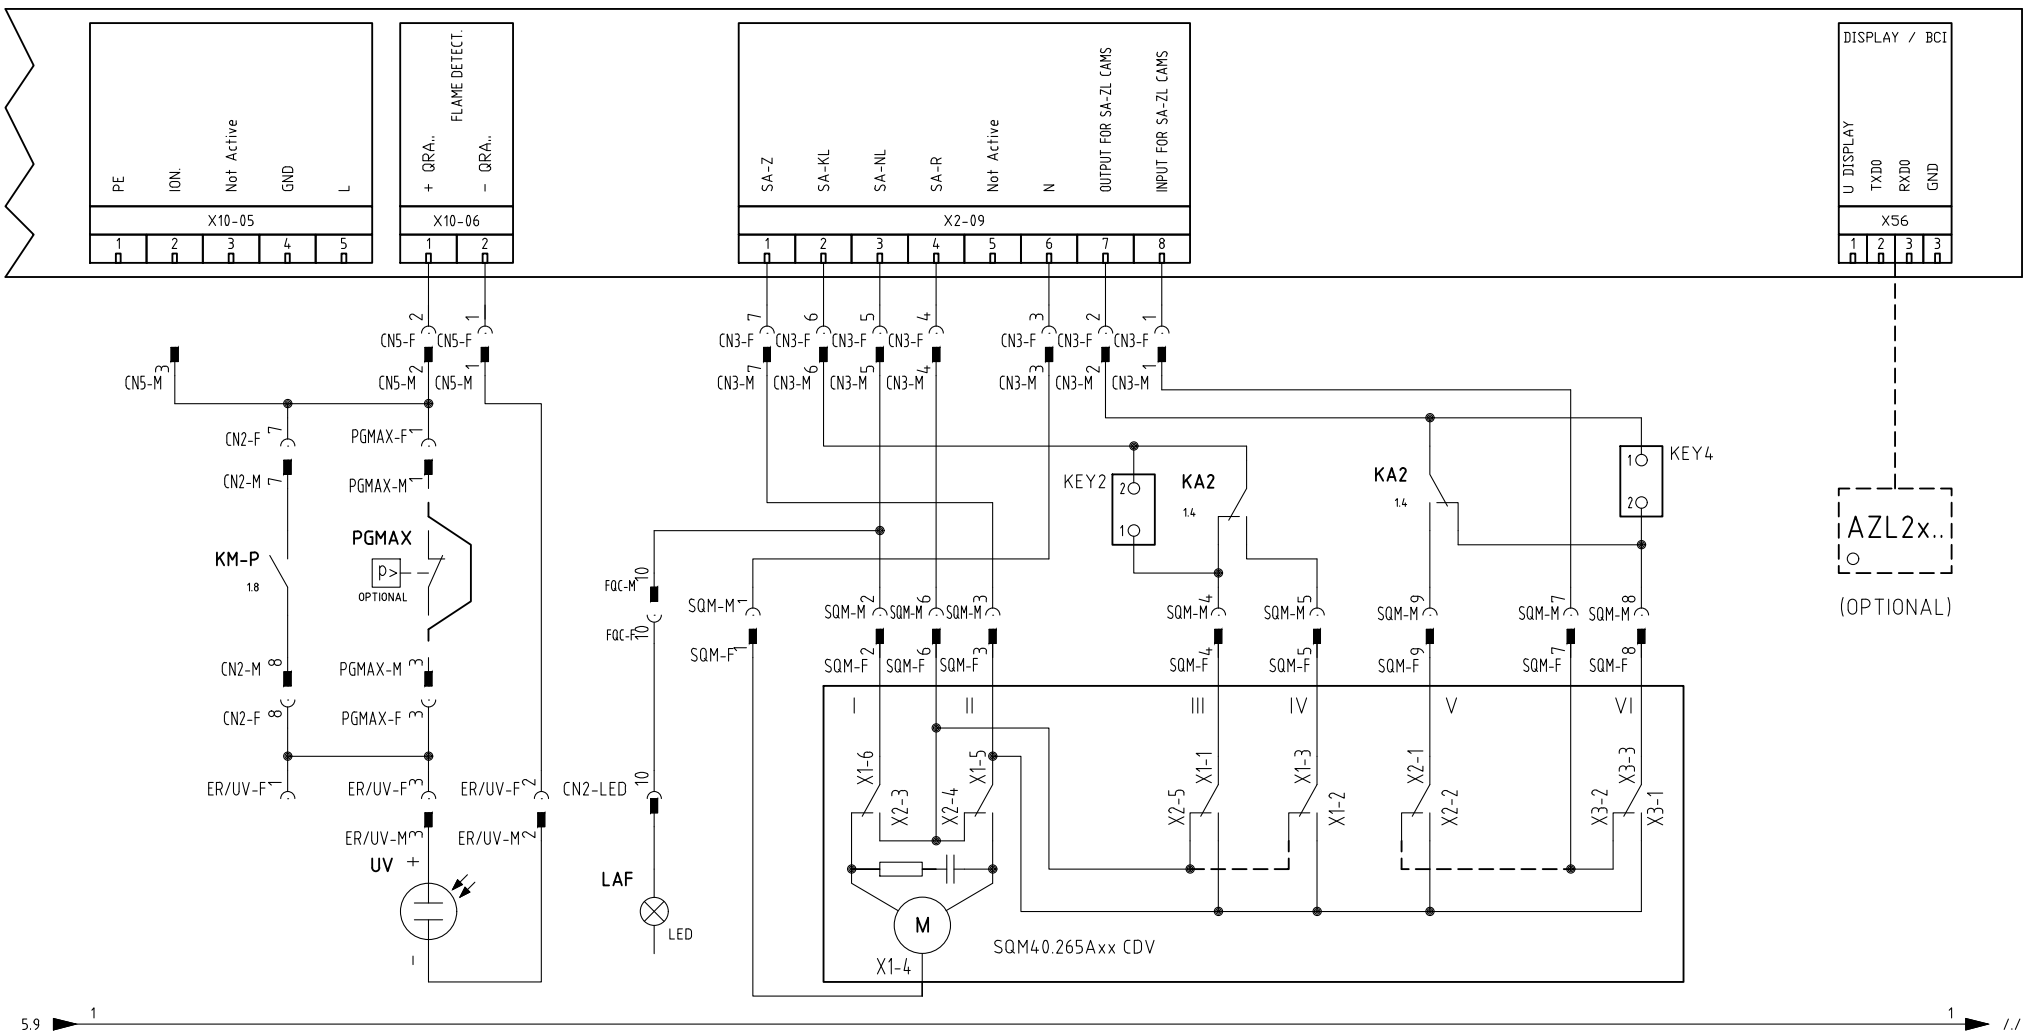 PE
ION.
Not Active
GND
L
X10-05
1 2 3 4 5
FLAME DETECT.
+ QRA..
- QRA..
X10-06
1 2
SA-Z
SA-KL
SA-NL
SA-R
Not Active
N
OUTPUT FOR SA-ZL CAMS
INPUT FOR SA-ZL CAMS
X2-09
1 2 3 4 5 6 7 8
DISPLAY / BCI
U DISPLAY
TXD0
RXD0
GND
X56
1 2 3 3
CN5-F 2
CN5-F 1
CN3-F 7
CN3-F 6
CN3-F 5
CN3-F 4
CN3-F 3
CN3-F 2
CN3-F 1
CN5-M 3
CN5-M 2
CN5-M 1
CN3-M 7
CN3-M 6
CN3-M 5
CN3-M 4
CN3-M 3
CN3-M 2
CN3-M 1
CN2-F 7
PGMAX-F 1
CN2-M 7
PGMAX-M 1
KEY2
2
1
KA2
1.4
KA2
1.4
KEY4
1
2
AZL2x..
(OPTIONAL)
KM-P
1.8
PGMAX
p>
OPTIONAL
FQC-M 10
FQC-F 10
SQM-M 1
SQM-M 2
SQM-M 6
SQM-M 3
SQM-M 4
SQM-M 5
SQM-M 9
SQM-M 7
SQM-M 8
SQM-F 1
SQM-F 2
SQM-F 6
SQM-F 3
SQM-F 4
SQM-F 5
SQM-F 9
SQM-F 7
SQM-F 8
CN2-M 8
PGMAX-M 3
CN2-F 8
PGMAX-F 3
I II III IV V VI
X1-6
X2-3
X1-5
X2-4
X1-1
X2-5
X1-3
X1-2
X2-1
X2-2
X3-3
X3-2
X3-1
ER/UV-F 1
ER/UV-F 3
ER/UV-F 2
CN2-LED 10
ER/UV-M 3
ER/UV-M 2
UV +
-
LAF
LED
M
X1-4
SQM40.265Axx CDV
5.9 1
1 /./